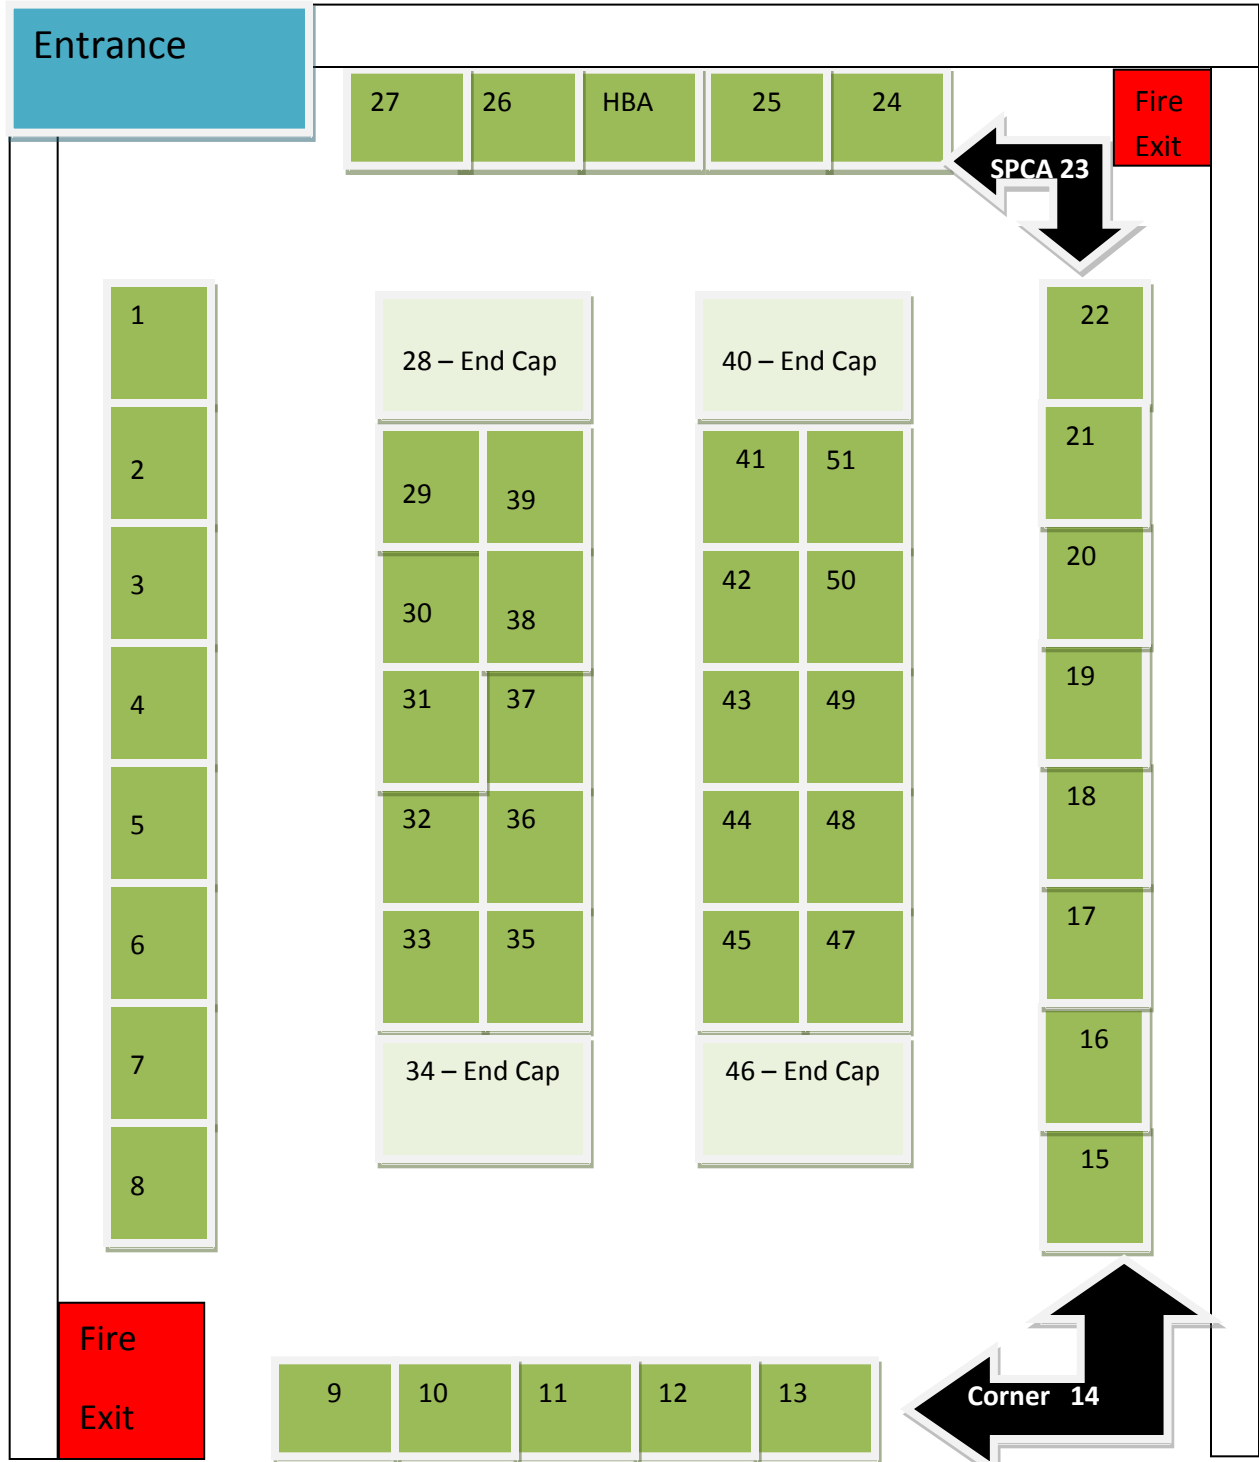 Entrance
27 26 HBA 25 24
Fire
Exit
SPCA 23
1
28 – End Cap
40 – End Cap
22
2
29 39
41 51
21
3
30 38
42 50
20
4
31 37
43 49
19
5
32 36
44 48
18
6
33 35
45 47
17
7
34 – End Cap
46 – End Cap
16
8
15
Fire
Exit
9 10 11 12 13
Corner 14